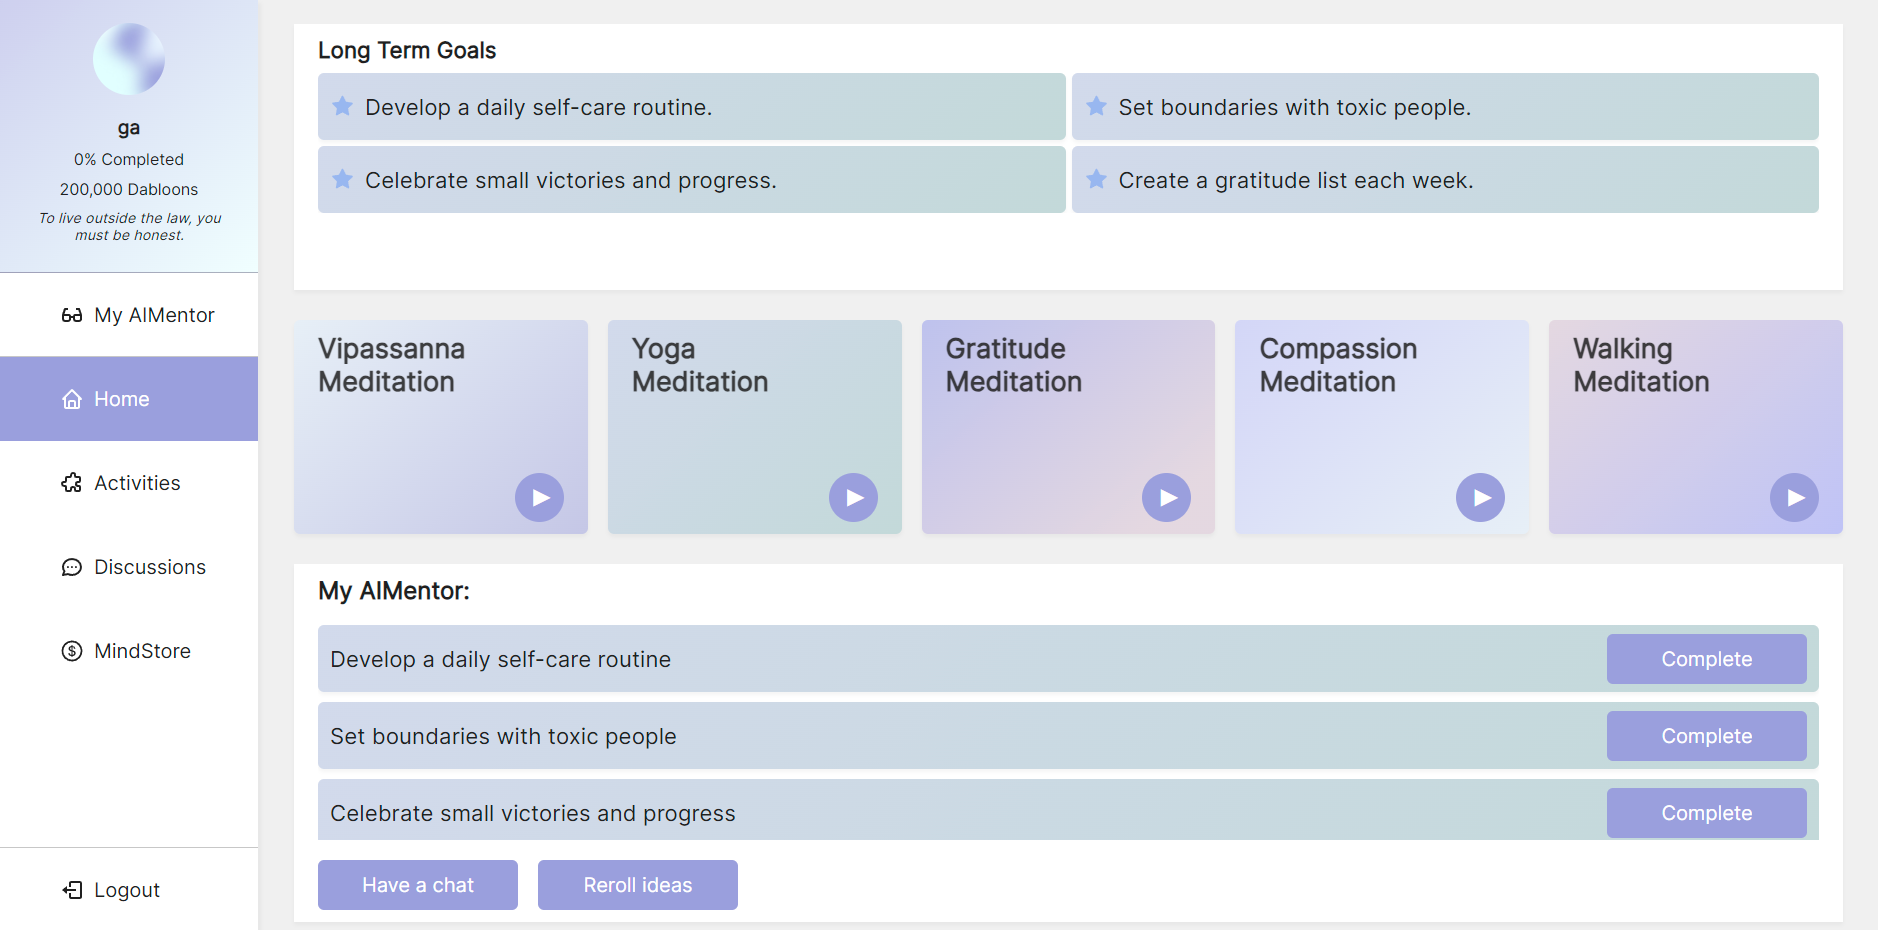 ga
0% Completed
200,000 Dabloons
To live outside the law, you
must be honest.
My AIMentor
Home
Activities
Discussions
MindStore
Logout
Long Term Goals
Develop a daily self-care routine.
Set boundaries with toxic people.
Celebrate small victories and progress.
Create a gratitude list each week.
Vipassanna
Meditation
Yoga
Meditation
Gratitude
Meditation
Compassion
Meditation
Walking
Meditation
My AIMentor:
Develop a daily self-care routine
Complete
Set boundaries with toxic people
Complete
Celebrate small victories and progress
Complete
Have a chat
Reroll ideas